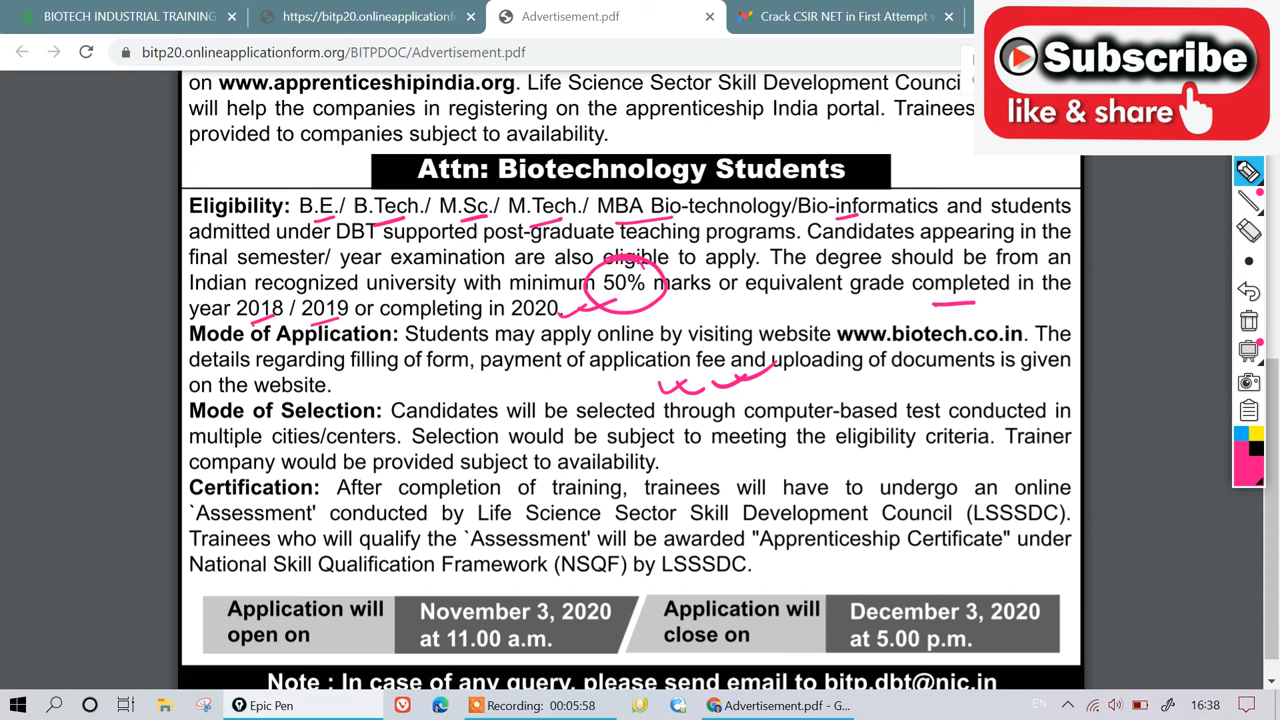 BIOTECH INDUSTRIAL TRAINING
https://bitp20.onlineapplicationf
Advertisement.pdf
Crack CSIR NET in First Attempt
bitp20.onlineapplicationform.org/BITPDOC/Advertisement.pdf
Subscribe
like & share
on www.apprenticeshipindia.org. Life Science Sector Skill Development Council
will help the companies in registering on the apprenticeship India portal. Trainees
provided to companies subject to availability.
Attn: Biotechnology Students
Eligibility: B.E./ B.Tech./ M.Sc./ M.Tech./ MBA Bio-technology/Bio-informatics and students
admitted under DBT supported post-graduate teaching programs. Candidates appearing in the
final semester/ year examination are also eligible to apply. The degree should be from an
Indian recognized university with minimum 50% marks or equivalent grade completed in the
year 2018 / 2019 or completing in 2020.
Mode of Application: Students may apply online by visiting website www.biotech.co.in. The
details regarding filling of form, payment of application fee and uploading of documents is given
on the website.
Mode of Selection: Candidates will be selected through computer-based test conducted in
multiple cities/centers. Selection would be subject to meeting the eligibility criteria. Trainer
company would be provided subject to availability.
Certification: After completion of training, trainees will have to undergo an online
`Assessment' conducted by Life Science Sector Skill Development Council (LSSSDC).
Trainees who will qualify the `Assessment' will be awarded "Apprenticeship Certificate" under
National Skill Qualification Framework (NSQF) by LSSSDC.
Application will
open on
November 3, 2020
at 11.00 a.m.
Application will
close on
December 3, 2020
at 5.00 p.m.
Note : In case of any query, please send email to bitp.dbt@nic.in
Epic Pen
Recording: 00:05:58
Advertisement.pdf - G...
EN
16:38